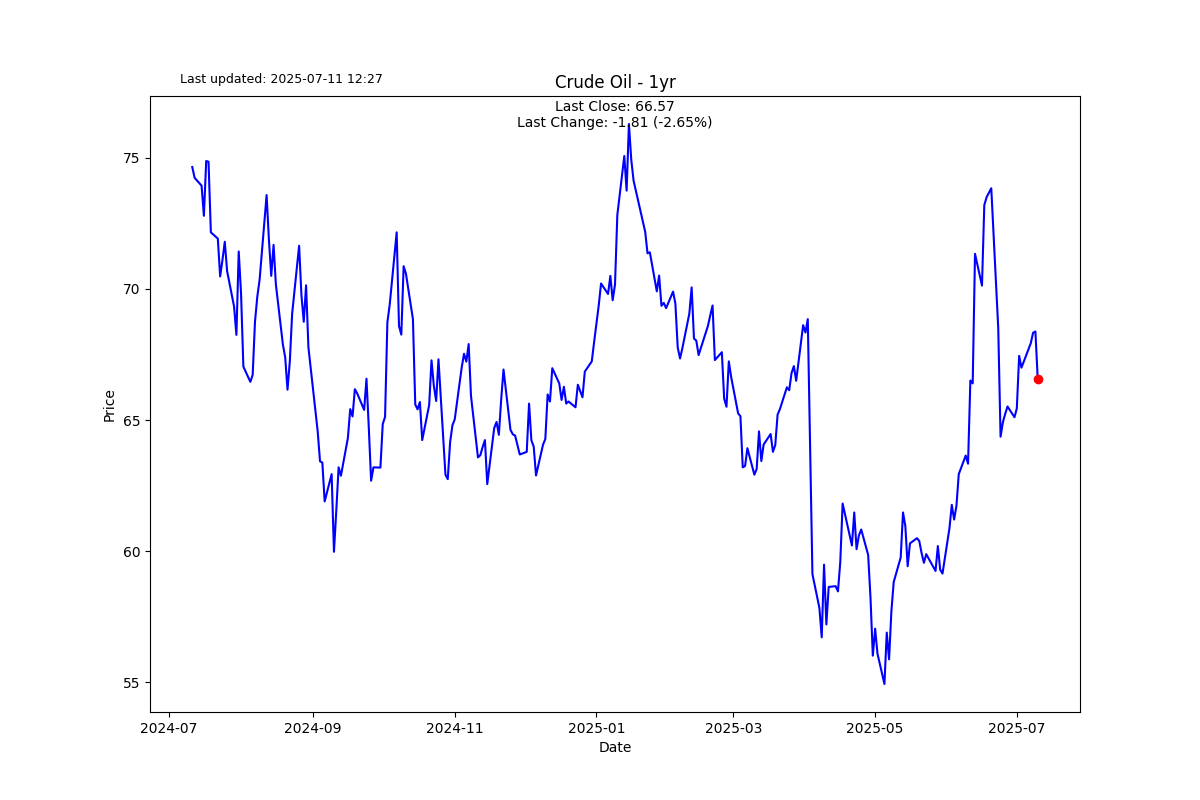 Last updated: 2025-07-11 12:27
Crude Oil - 1yr
Last Close: 66.57
Last Change: -1.81 (-2.65%)
75
70
65
60
55
Price
2024-07
2024-09
2024-11
2025-01
2025-03
2025-05
2025-07
Date